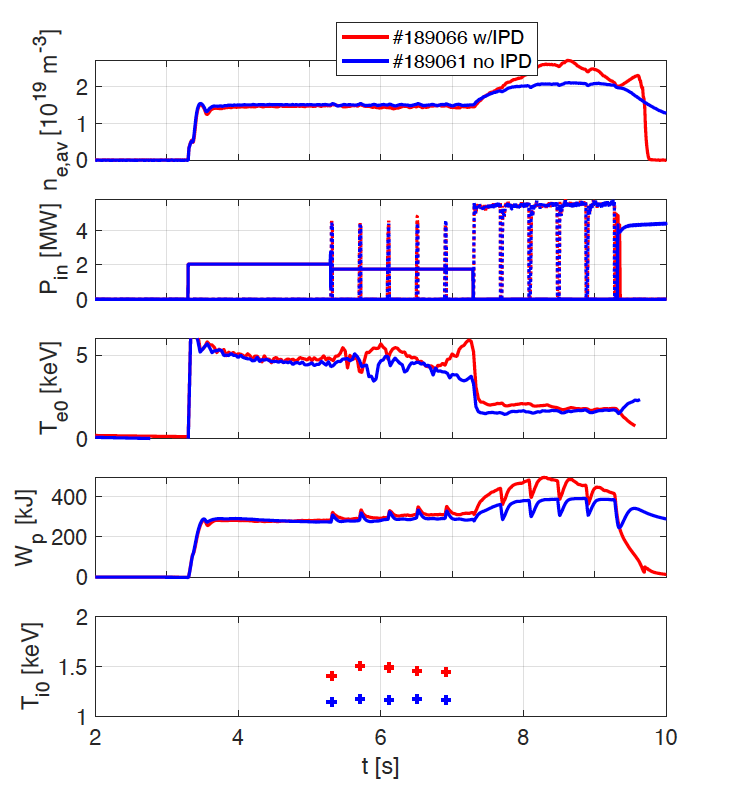 #189066 w/IPD
#189061 no IPD
n_e,av [10^19 m^-3]
2
1
0
P_in [MW]
4
2
0
T_e0 [keV]
5
0
W_p [kJ]
400
200
0
T_i0 [keV]
2
1.5
1
2 4 6 8 10
t [s]